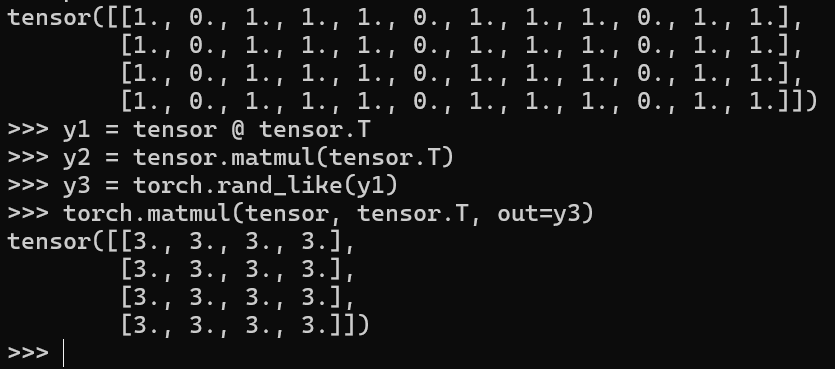 tensor([[1., 0., 1., 1., 1., 0., 1., 1., 1., 0., 1., 1.],
        [1., 0., 1., 1., 1., 0., 1., 1., 1., 0., 1., 1.],
        [1., 0., 1., 1., 1., 0., 1., 1., 1., 0., 1., 1.],
        [1., 0., 1., 1., 1., 0., 1., 1., 1., 0., 1., 1.]])
>>> y1 = tensor @ tensor.T
>>> y2 = tensor.matmul(tensor.T)
>>> y3 = torch.rand_like(y1)
>>> torch.matmul(tensor, tensor.T, out=y3)
tensor([[3., 3., 3., 3.],
        [3., 3., 3., 3.],
        [3., 3., 3., 3.],
        [3., 3., 3., 3.]])
>>>